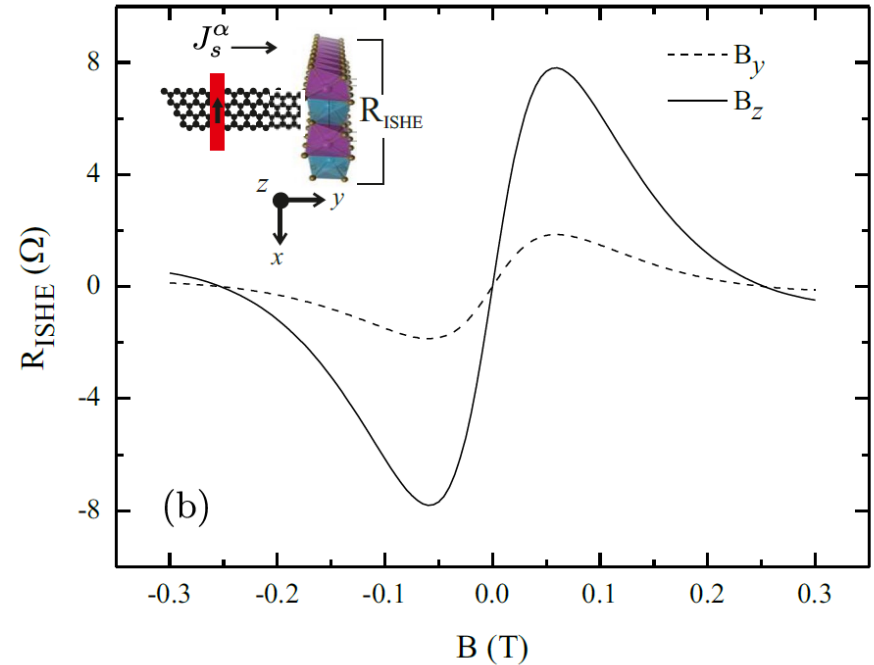 J_s^α
R_ISHE
z
y
x
B_y
B_z
8
4
0
-4
-8
R_ISHE (Ω)
(b)
-0.3 -0.2 -0.1 0.0 0.1 0.2 0.3
B (T)